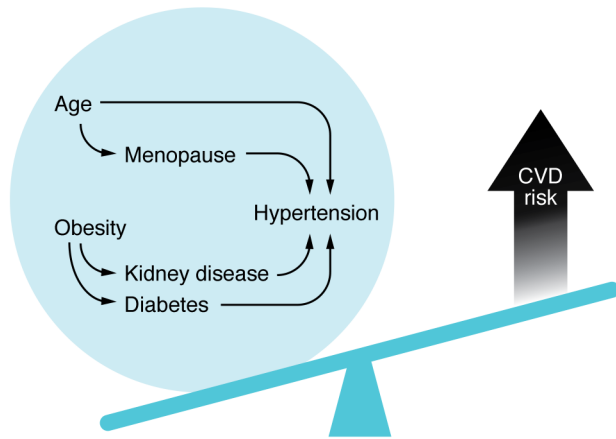 Age
Menopause
Hypertension
Obesity
Kidney disease
Diabetes
CVD
risk